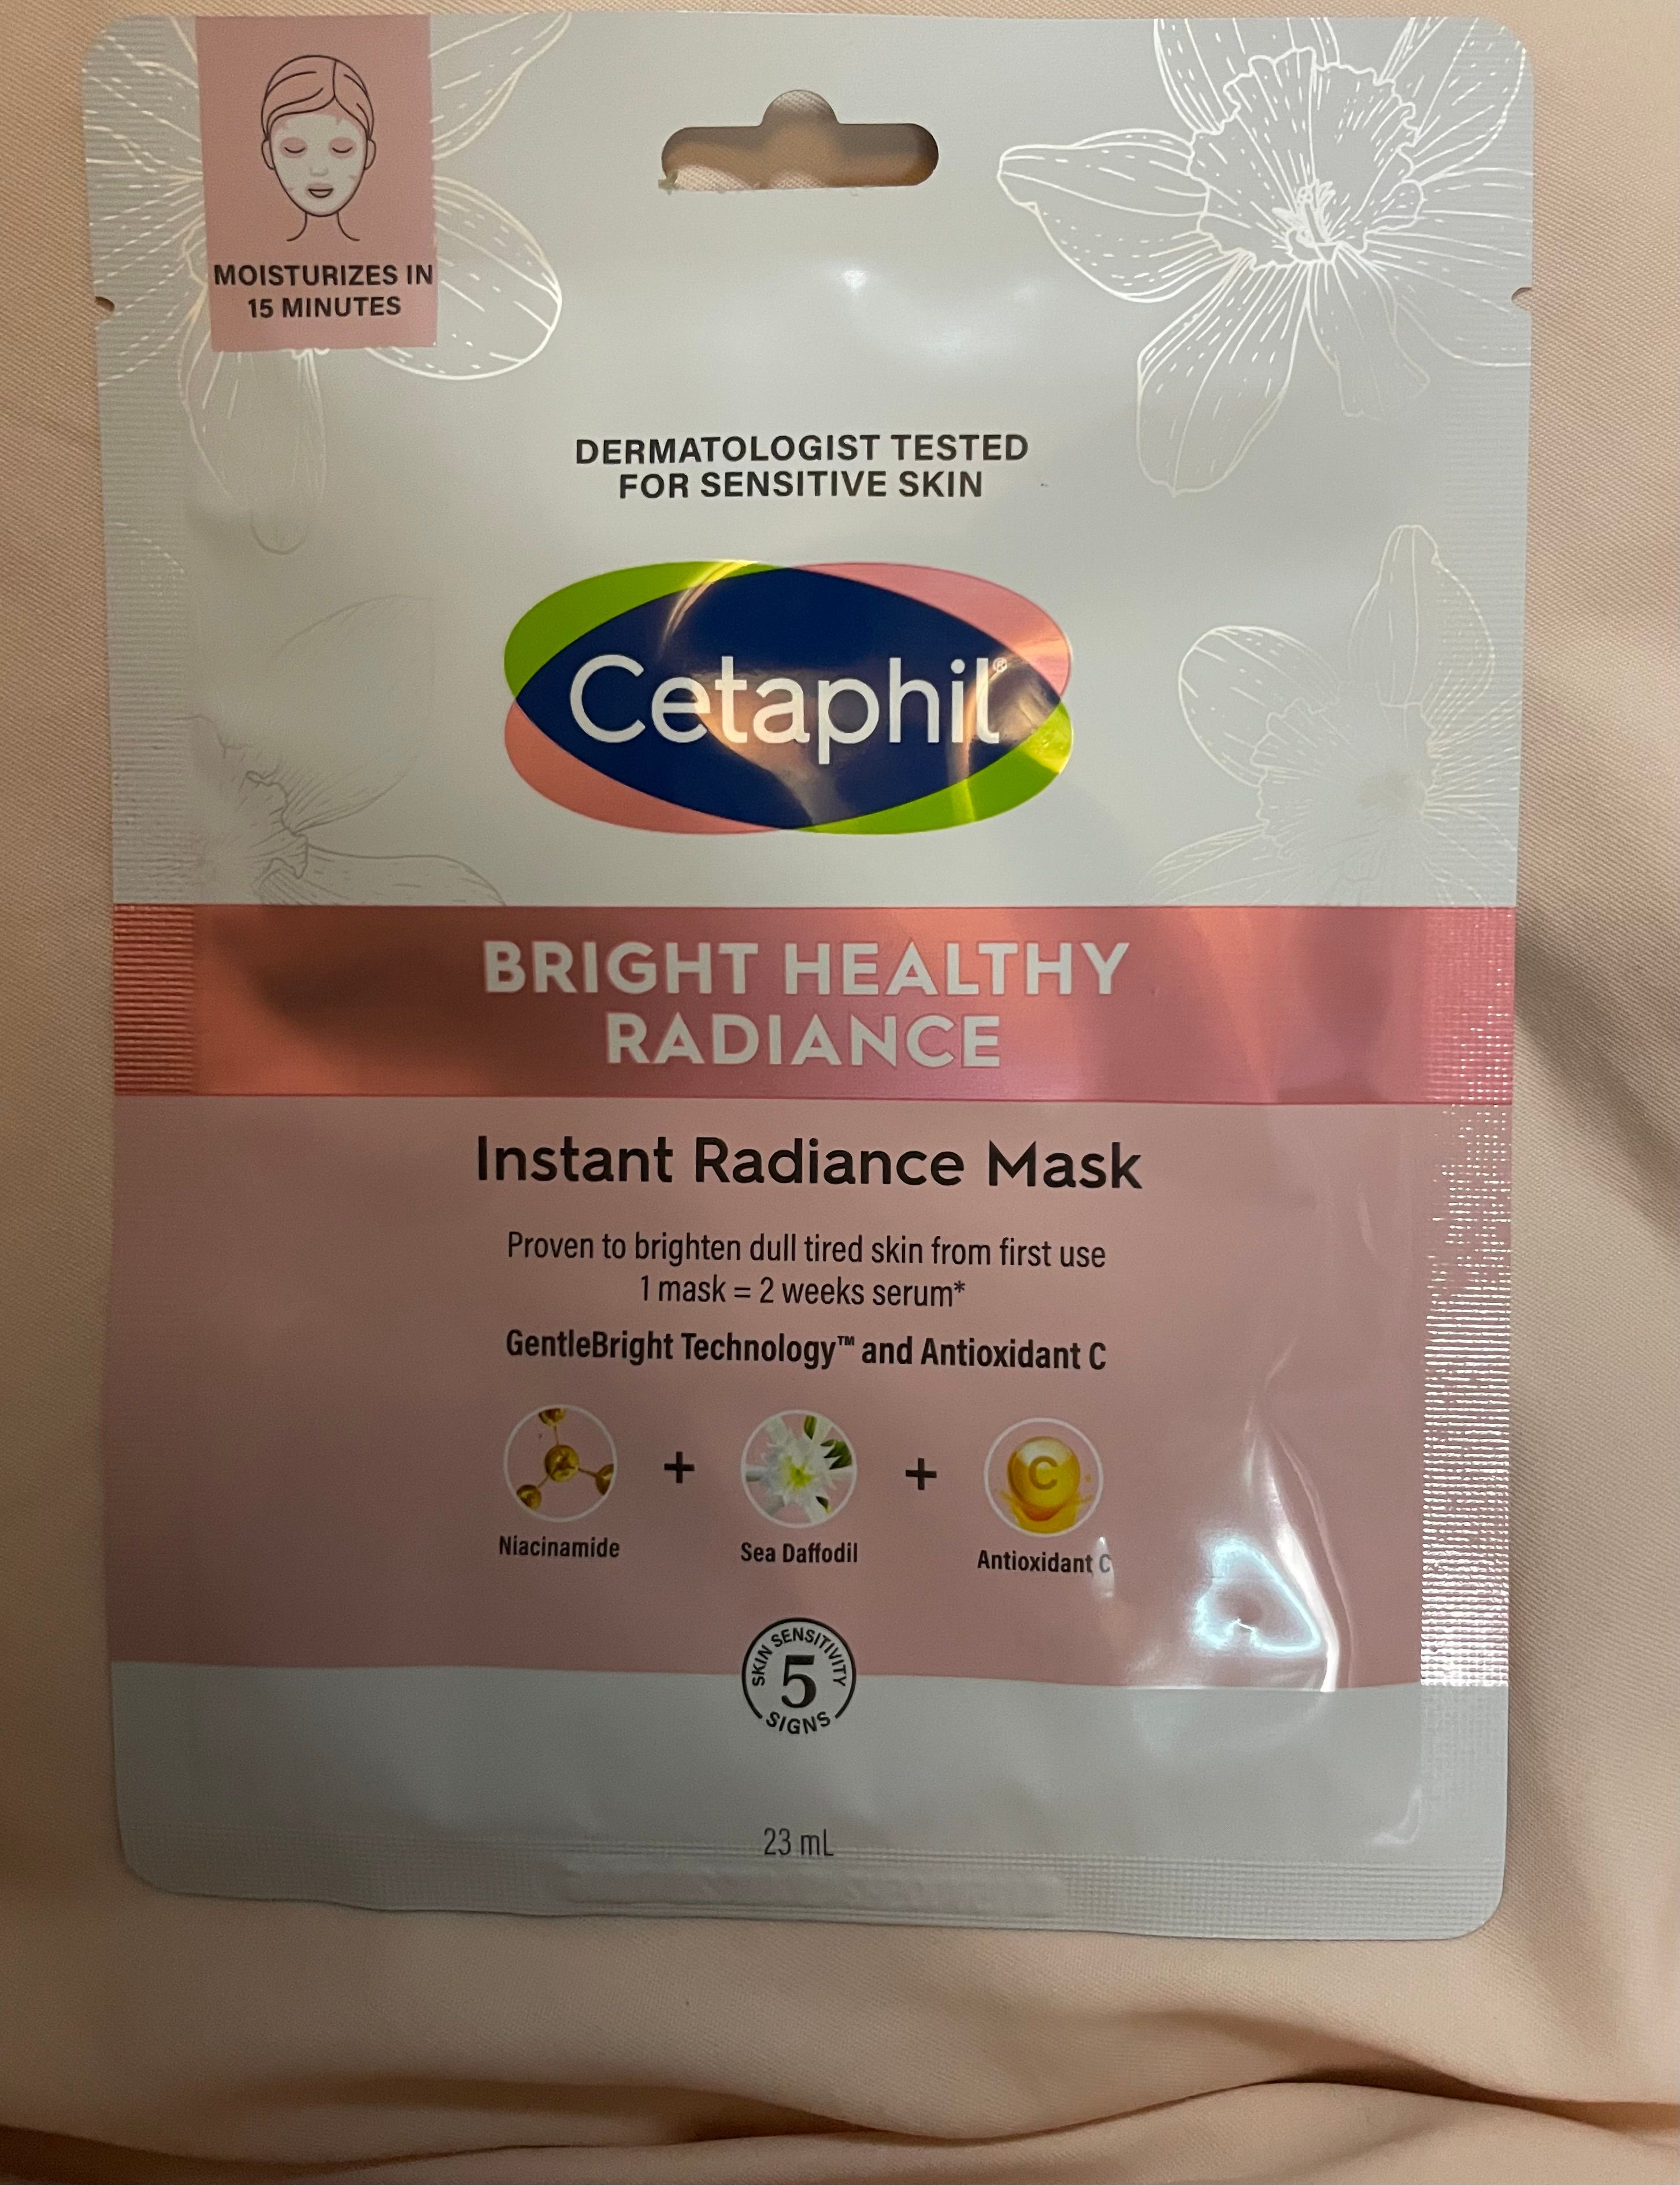 MOISTURIZES IN
15 MINUTES
DERMATOLOGIST TESTED
FOR SENSITIVE SKIN
Cetaphil®
BRIGHT HEALTHY
RADIANCE
Instant Radiance Mask
Proven to brighten dull tired skin from first use
1 mask = 2 weeks serum*
GentleBright Technology™ and Antioxidant C
+
+
C
Niacinamide
Sea Daffodil
Antioxidant C
SKIN SENSITIVITY
5
SIGNS
23 mL